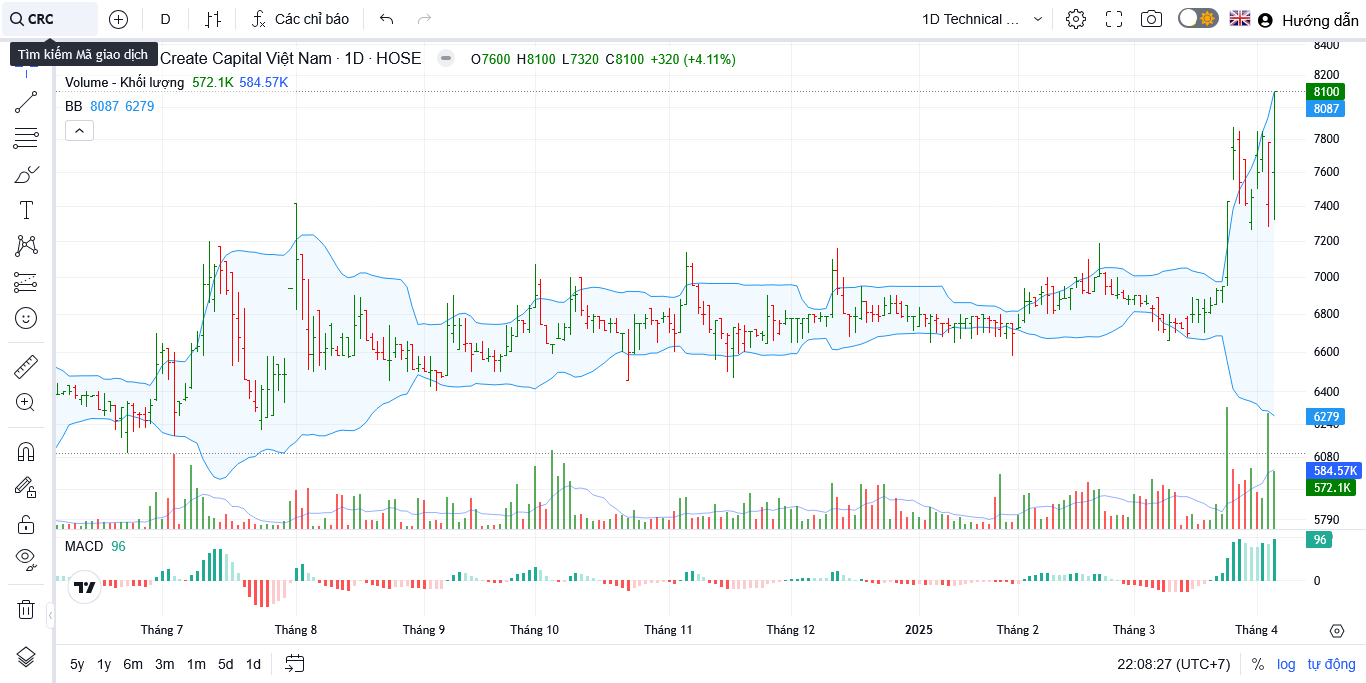 CRC
D
Các chỉ báo
1D Technical ...
Hướng dẫn
Tìm kiếm Mã giao dịch
Create Capital Việt Nam · 1D · HOSE
O7600 H8100 L7320 C8100 +320 (+4.11%)
Volume - Khối lượng 572.1K 584.57K
BB 8087 6279
8400
8200
8100
8087
7800
7600
7400
7200
7000
6800
6600
6400
6279
6240
6080
584.57K
572.1K
5790
MACD 96
96
0
Tháng 7 Tháng 8 Tháng 9 Tháng 10 Tháng 11 Tháng 12 2025 Tháng 2 Tháng 3 Tháng 4
5y 1y 6m 3m 1m 5d 1d
22:08:27 (UTC+7) % log tự động